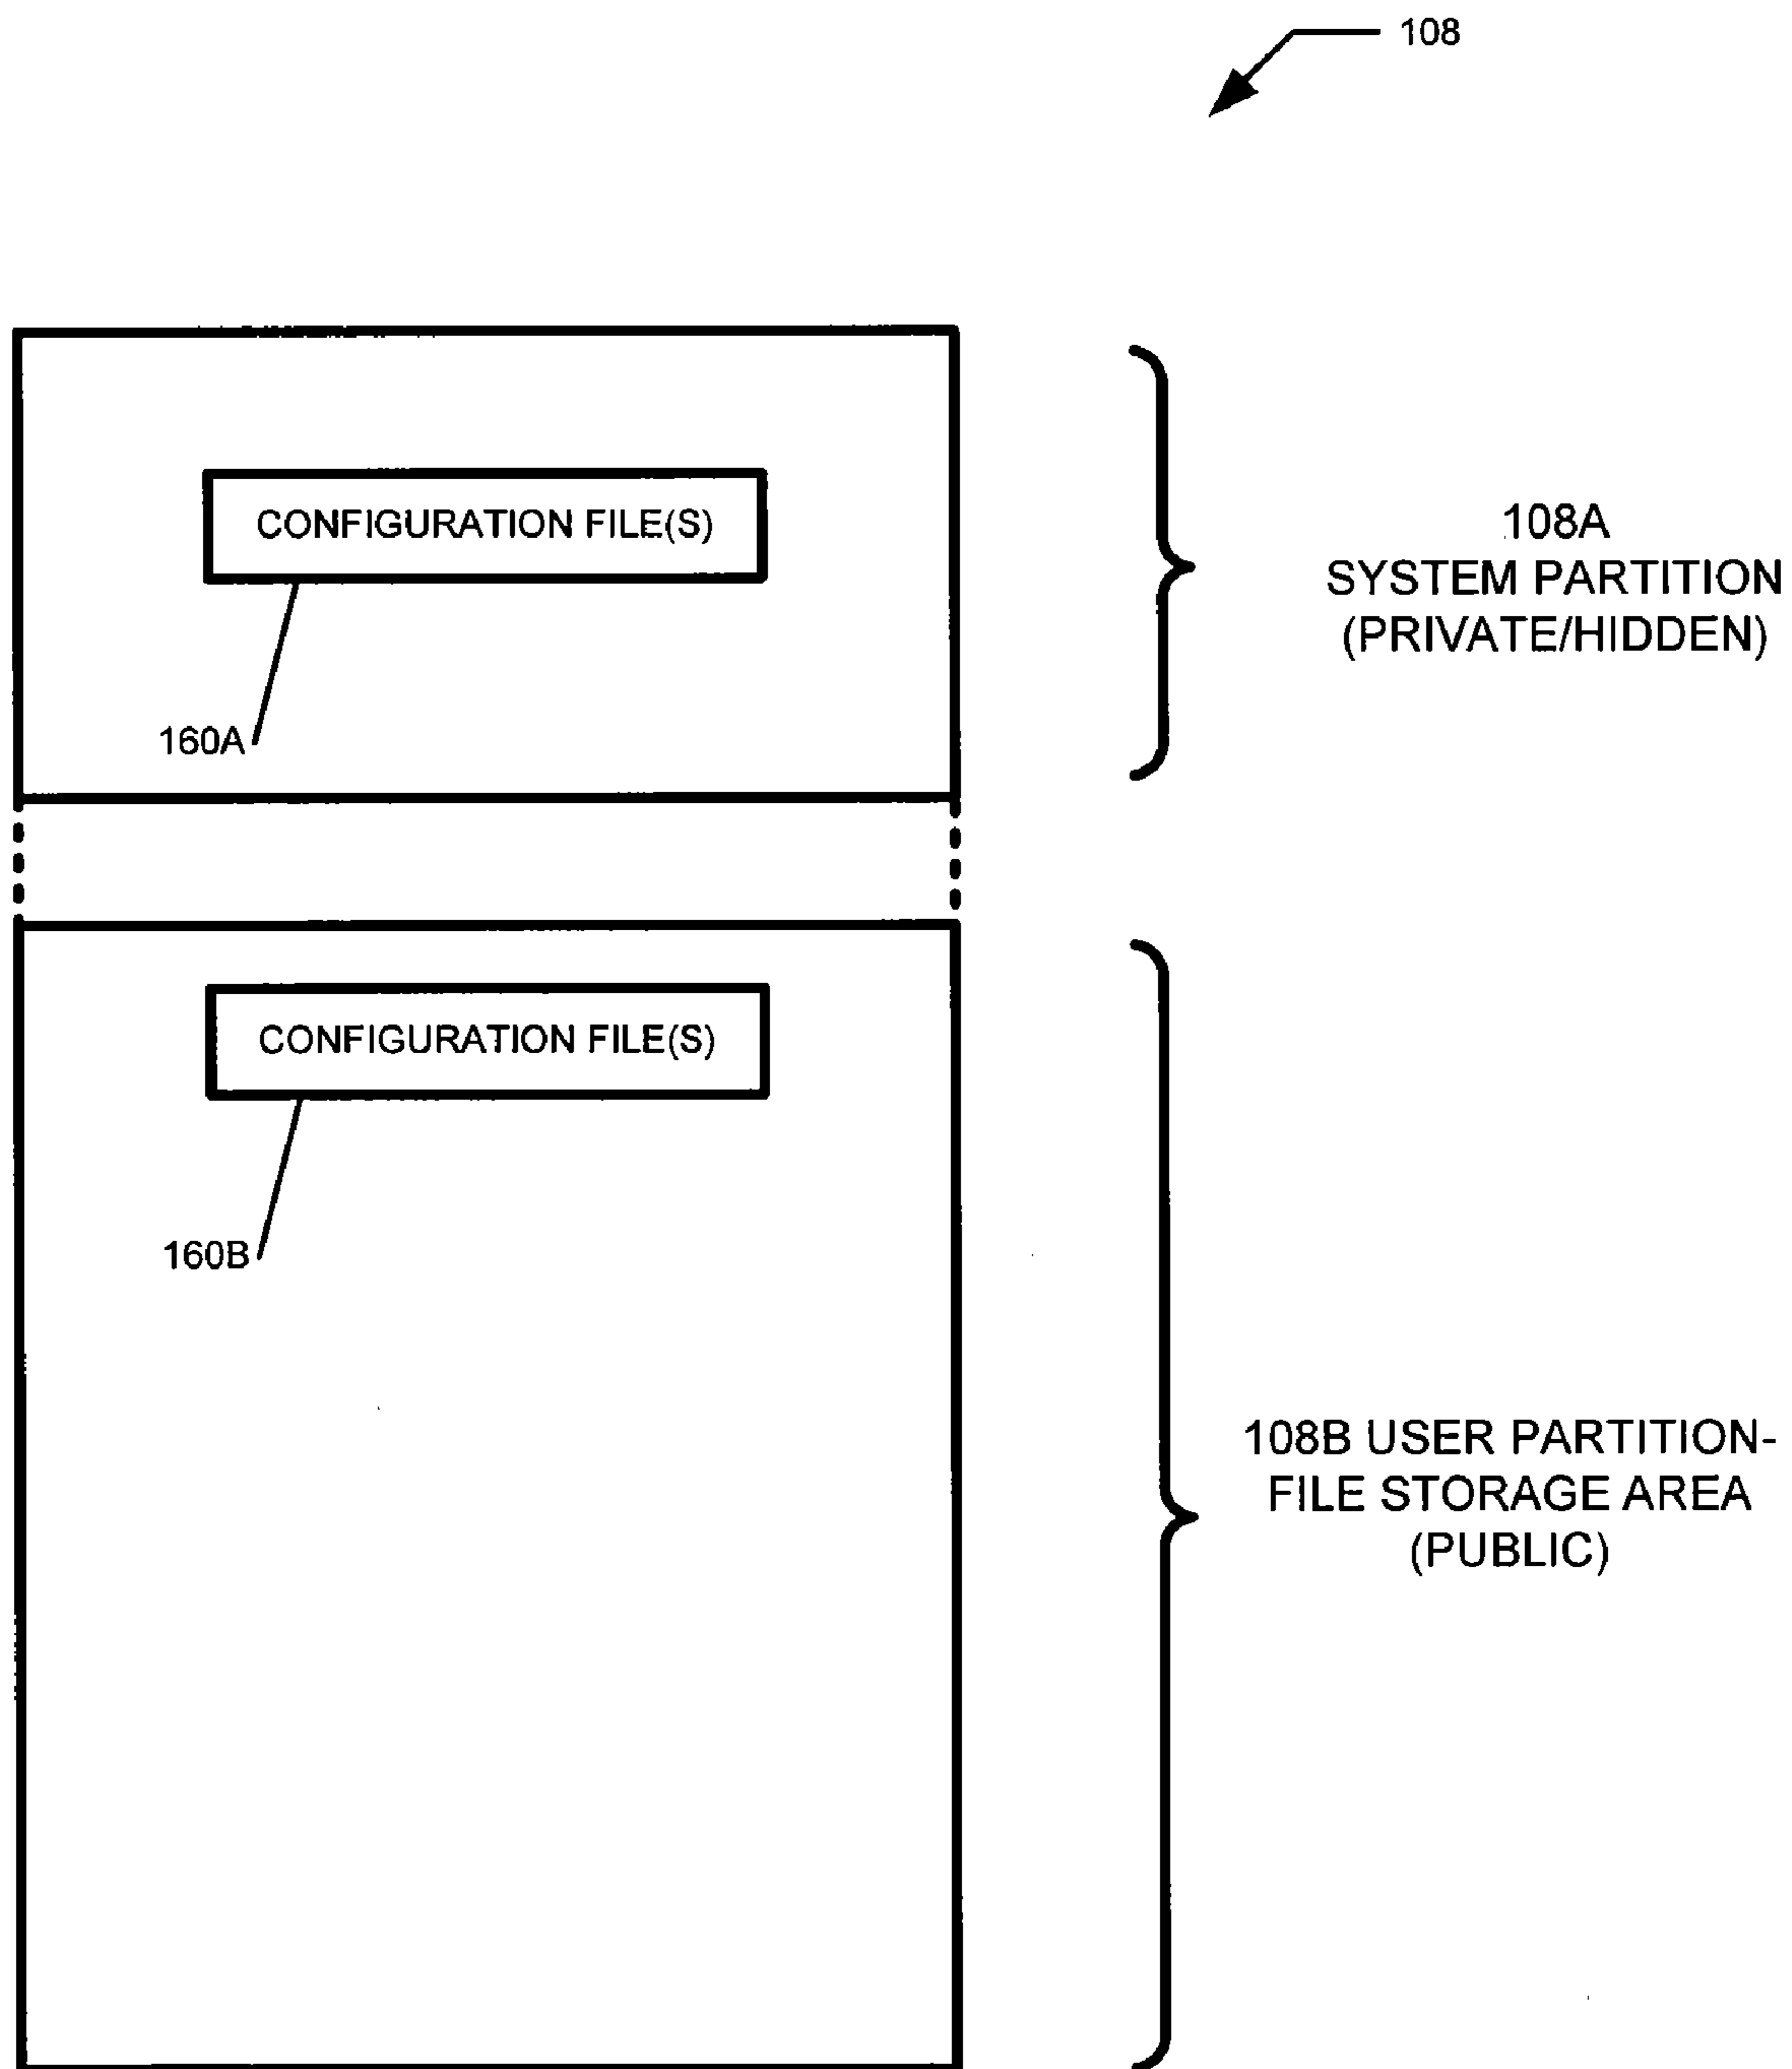 108
CONFIGURATION FILE(S)
108A
SYSTEM PARTITION
(PRIVATE/HIDDEN)
160A
CONFIGURATION FILE(S)
160B
108B USER PARTITION-
FILE STORAGE AREA
(PUBLIC)